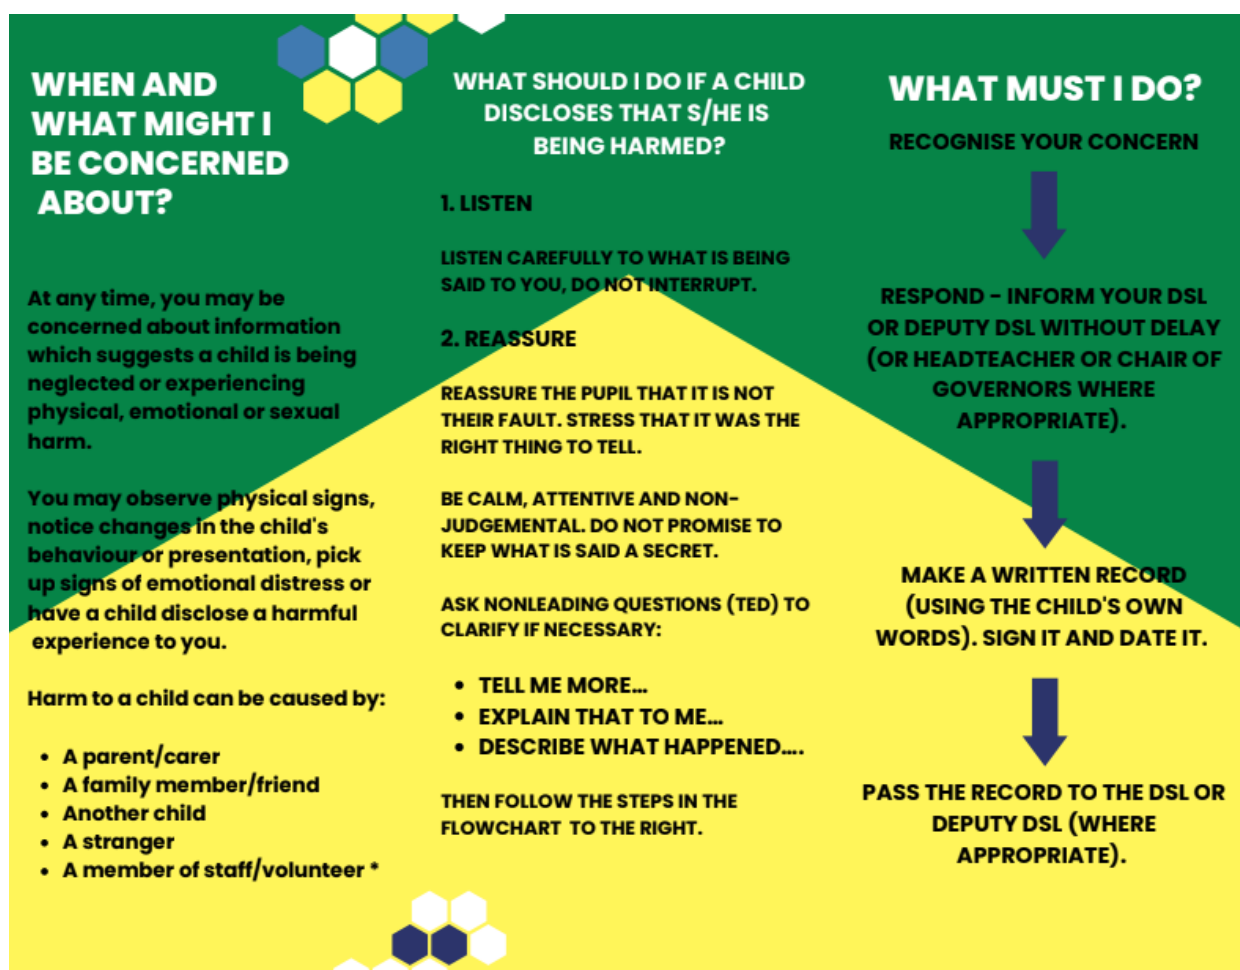 WHEN AND
WHAT MIGHT I
BE CONCERNED
ABOUT?
At any time, you may be
concerned about information
which suggests a child is being
neglected or experiencing
physical, emotional or sexual
harm.
You may observe physical signs,
notice changes in the child's
behaviour or presentation, pick
up signs of emotional distress or
have a child disclose a harmful
experience to you.
Harm to a child can be caused by:
• A parent/carer
• A family member/friend
• Another child
• A stranger
• A member of staff/volunteer *
WHAT SHOULD I DO IF A CHILD
DISCLOSES THAT S/HE IS
BEING HARMED?
1. LISTEN
LISTEN CAREFULLY TO WHAT IS BEING
SAID TO YOU, DO NOT INTERRUPT.
2. REASSURE
REASSURE THE PUPIL THAT IT IS NOT
THEIR FAULT. STRESS THAT IT WAS THE
RIGHT THING TO TELL.
BE CALM, ATTENTIVE AND NON-
JUDGEMENTAL. DO NOT PROMISE TO
KEEP WHAT IS SAID A SECRET.
ASK NONLEADING QUESTIONS (TED) TO
CLARIFY IF NECESSARY:
• TELL ME MORE...
• EXPLAIN THAT TO ME...
• DESCRIBE WHAT HAPPENED....
THEN FOLLOW THE STEPS IN THE
FLOWCHART TO THE RIGHT.
WHAT MUST I DO?
RECOGNISE YOUR CONCERN
RESPOND - INFORM YOUR DSL
OR DEPUTY DSL WITHOUT DELAY
(OR HEADTEACHER OR CHAIR OF
GOVERNORS WHERE
APPROPRIATE).
MAKE A WRITTEN RECORD
(USING THE CHILD'S OWN
WORDS). SIGN IT AND DATE IT.
PASS THE RECORD TO THE DSL OR
DEPUTY DSL (WHERE
APPROPRIATE).